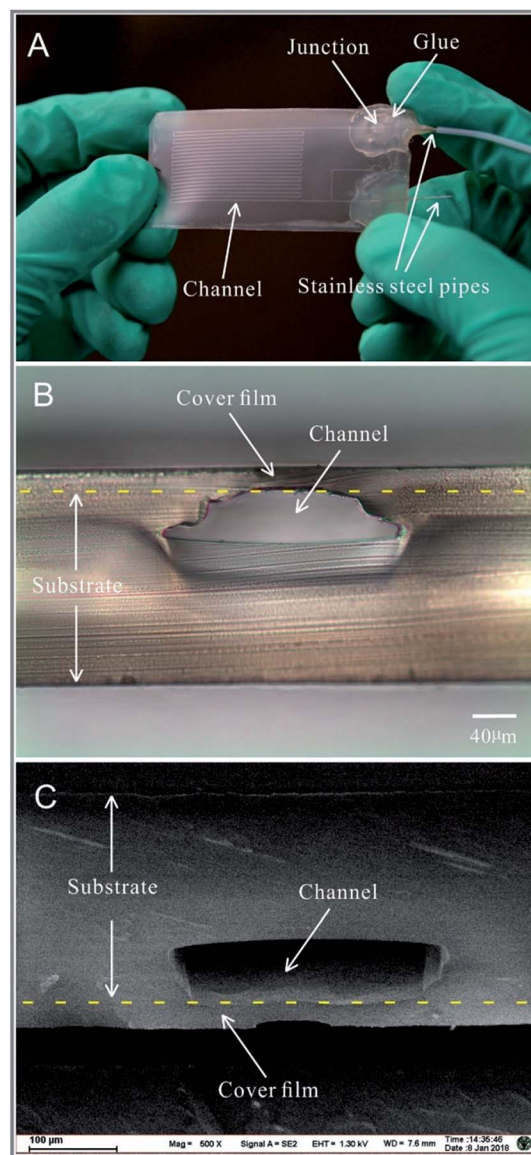 A
Junction
Glue
Channel
Stainless steel pipes
B
Cover film
Channel
Substrate
40μm
C
Substrate
Channel
Cover film
100 μm
Mag = 500 X
Signal A = SE2
EHT = 1.30 kV
WD = 7.6 mm
Time :14:35:46
Date :8 Jan 2018